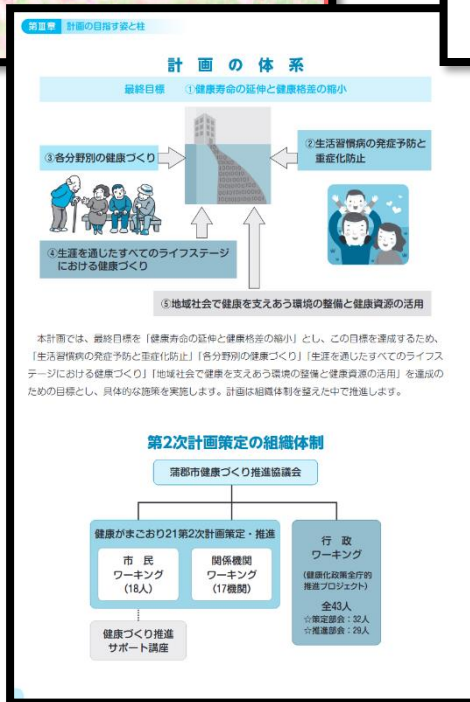 第Ⅲ章 計画の目指す姿と柱
計画の体系
最終目標 ①健康寿命の延伸と健康格差の縮小
③各分野別の健康づくり
②生活習慣病の発症予防と
重症化防止
④生涯を通じたすべてのライフステージ
における健康づくり
⑤地域社会で健康を支えあう環境の整備と健康資源の活用
本計画では、最終目標を「健康寿命の延伸と健康格差の縮小」とし、この目標を達成するため、
「生活習慣病の発症予防と重症化防止」「各分野別の健康づくり」「生涯を通じたすべてのライフス
テージにおける健康づくり」「地域社会で健康を支えあう環境の整備と健康資源の活用」を達成の
ための目標とし、具体的な施策を実施します。計画は組織体制を整えた中で推進します。
第2次計画策定の組織体制
蒲郡市健康づくり推進協議会
健康がまごおり21第2次計画策定・推進
市民
ワーキング
(18人)
関係機関
ワーキング
(17機関)
行政
ワーキング
(健康化政策全庁的
推進プロジェクト)
全43人
☆策定部会:32人
☆推進部会:29人
健康づくり推進
サポート講座